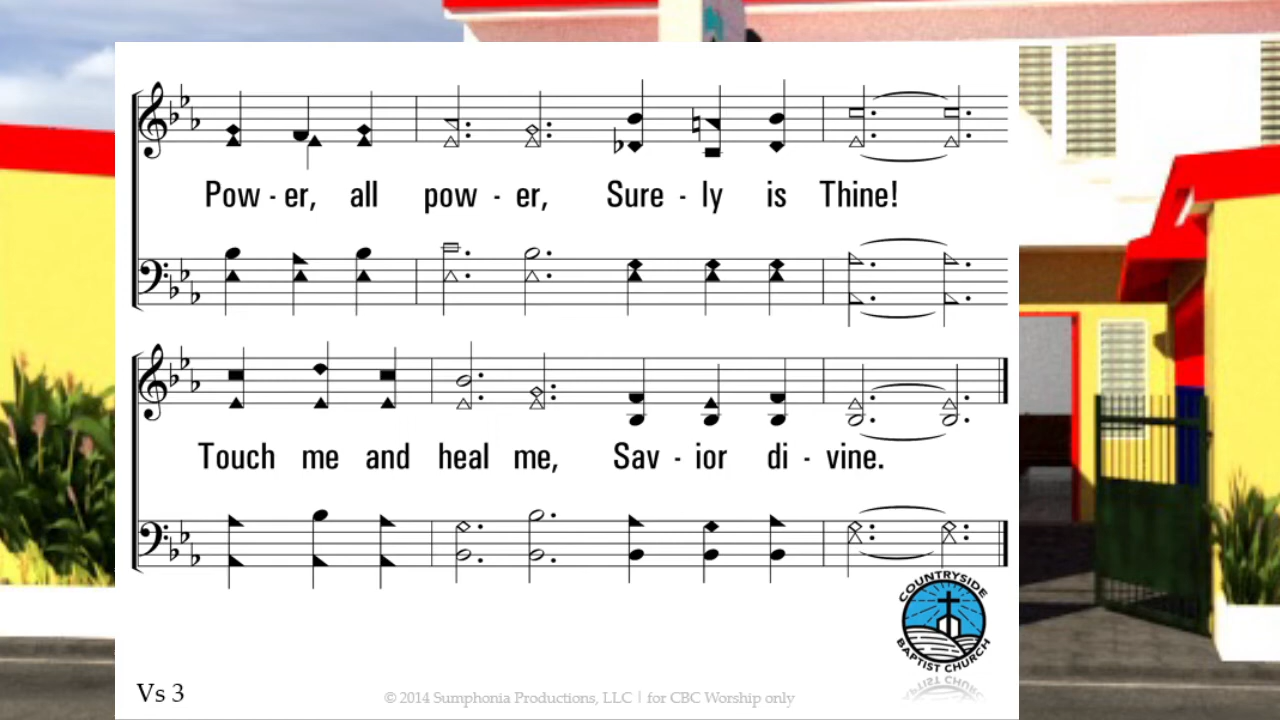 Pow - er, all pow - er, Sure - ly is Thine!
Touch me and heal me, Sav - ior di - vine.
COUNTRYSIDE
BAPTIST CHURCH
Vs 3
© 2014 Sumphonia Productions, LLC | for CBC Worship only